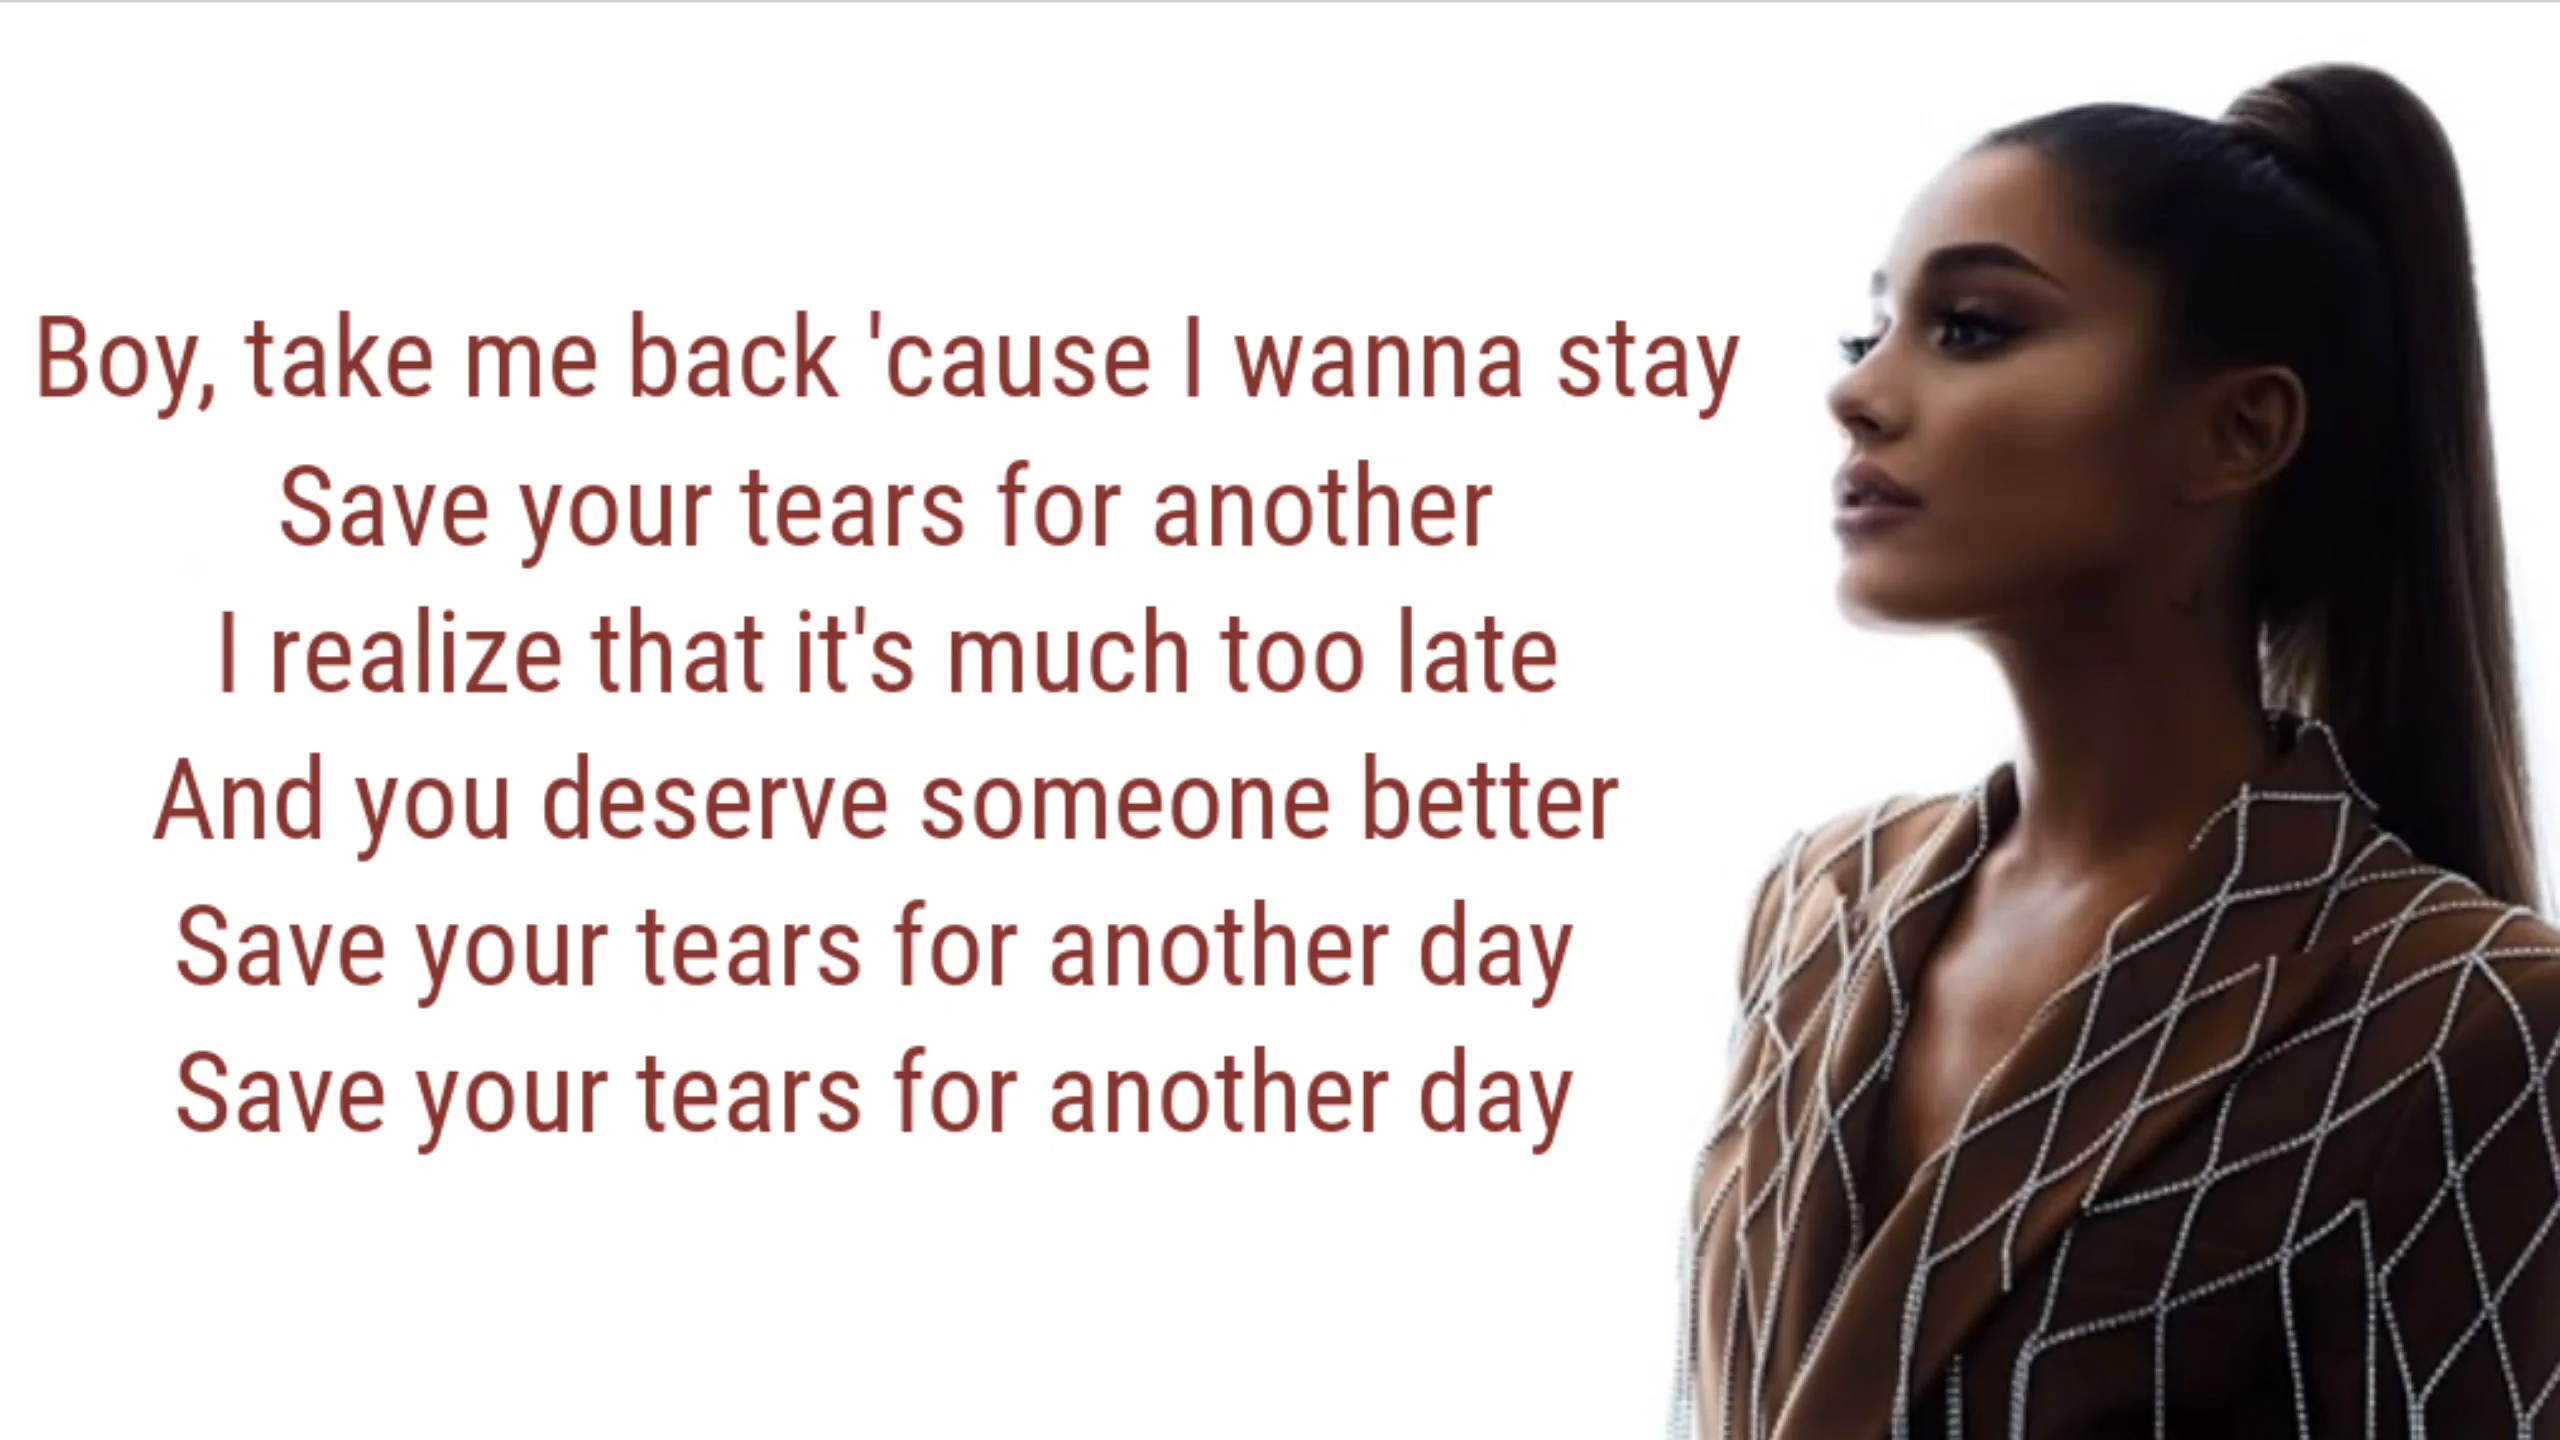 Boy, take me back 'cause I wanna stay
Save your tears for another
I realize that it's much too late
And you deserve someone better
Save your tears for another day
Save your tears for another day